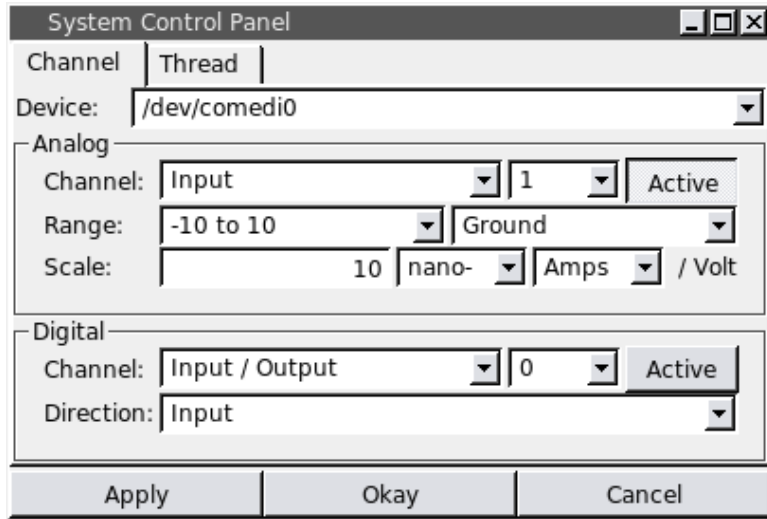 System Control Panel
Channel Thread
Device: /dev/comedi0
Analog
Channel: Input 1 Active
Range: -10 to 10 Ground
Scale: 10 nano- Amps / Volt
Digital
Channel: Input / Output 0 Active
Direction: Input
Apply Okay Cancel